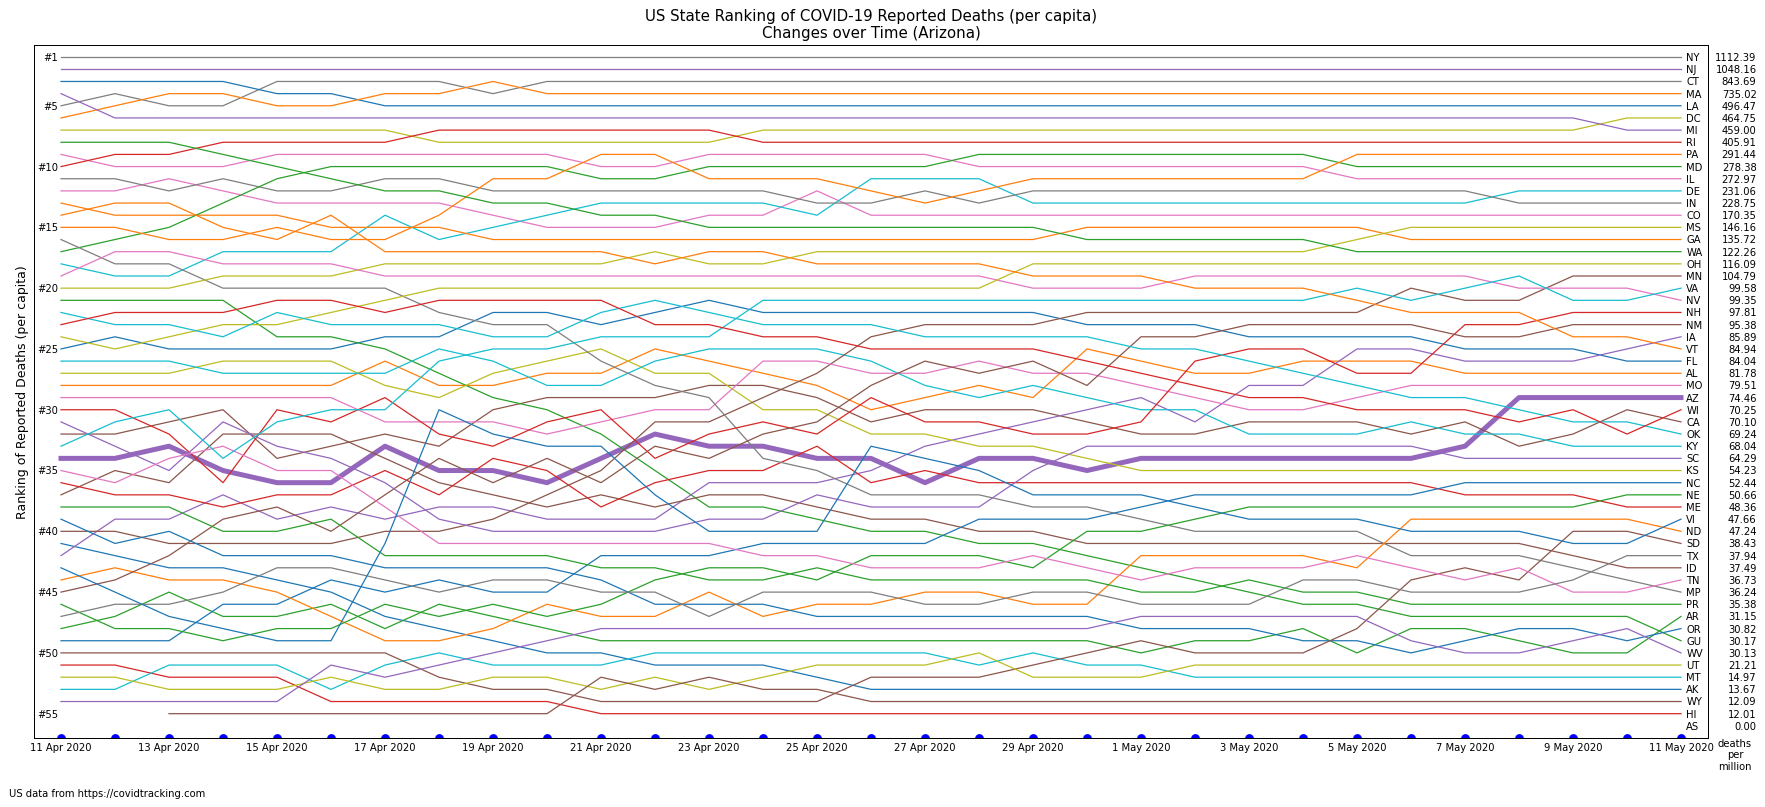 US State Ranking of COVID-19 Reported Deaths (per capita)
Changes over Time (Arizona)
Ranking of Reported Deaths (per capita)
#1
#5
#10
#15
#20
#25
#30
#35
#40
#45
#50
#55
NY 1112.39
NJ 1048.16
CT 843.69
MA 735.02
LA 496.47
DC 464.75
MI 459.00
RI 405.91
PA 291.44
MD 278.38
IL 272.97
DE 231.06
IN 228.75
CO 170.35
MS 146.16
GA 135.72
WA 122.26
OH 116.09
MN 104.79
VA 99.58
NV 99.35
NH 97.81
NM 95.38
IA 85.89
VT 84.94
FL 84.04
AL 81.78
MO 79.51
AZ 74.46
WI 70.25
CA 70.10
OK 69.24
KY 68.04
SC 64.29
KS 54.23
NC 52.44
NE 50.66
ME 48.36
VI 47.66
ND 47.24
SD 38.43
TX 37.94
ID 37.49
TN 36.73
MP 36.24
PR 35.38
AR 31.15
OR 30.82
GU 30.17
WV 30.13
UT 21.21
MT 14.97
AK 13.67
WY 12.09
HI 12.01
AS 0.00
11 Apr 2020
13 Apr 2020
15 Apr 2020
17 Apr 2020
19 Apr 2020
21 Apr 2020
23 Apr 2020
25 Apr 2020
27 Apr 2020
29 Apr 2020
1 May 2020
3 May 2020
5 May 2020
7 May 2020
9 May 2020
11 May 2020
deaths
per
million
US data from https://covidtracking.com